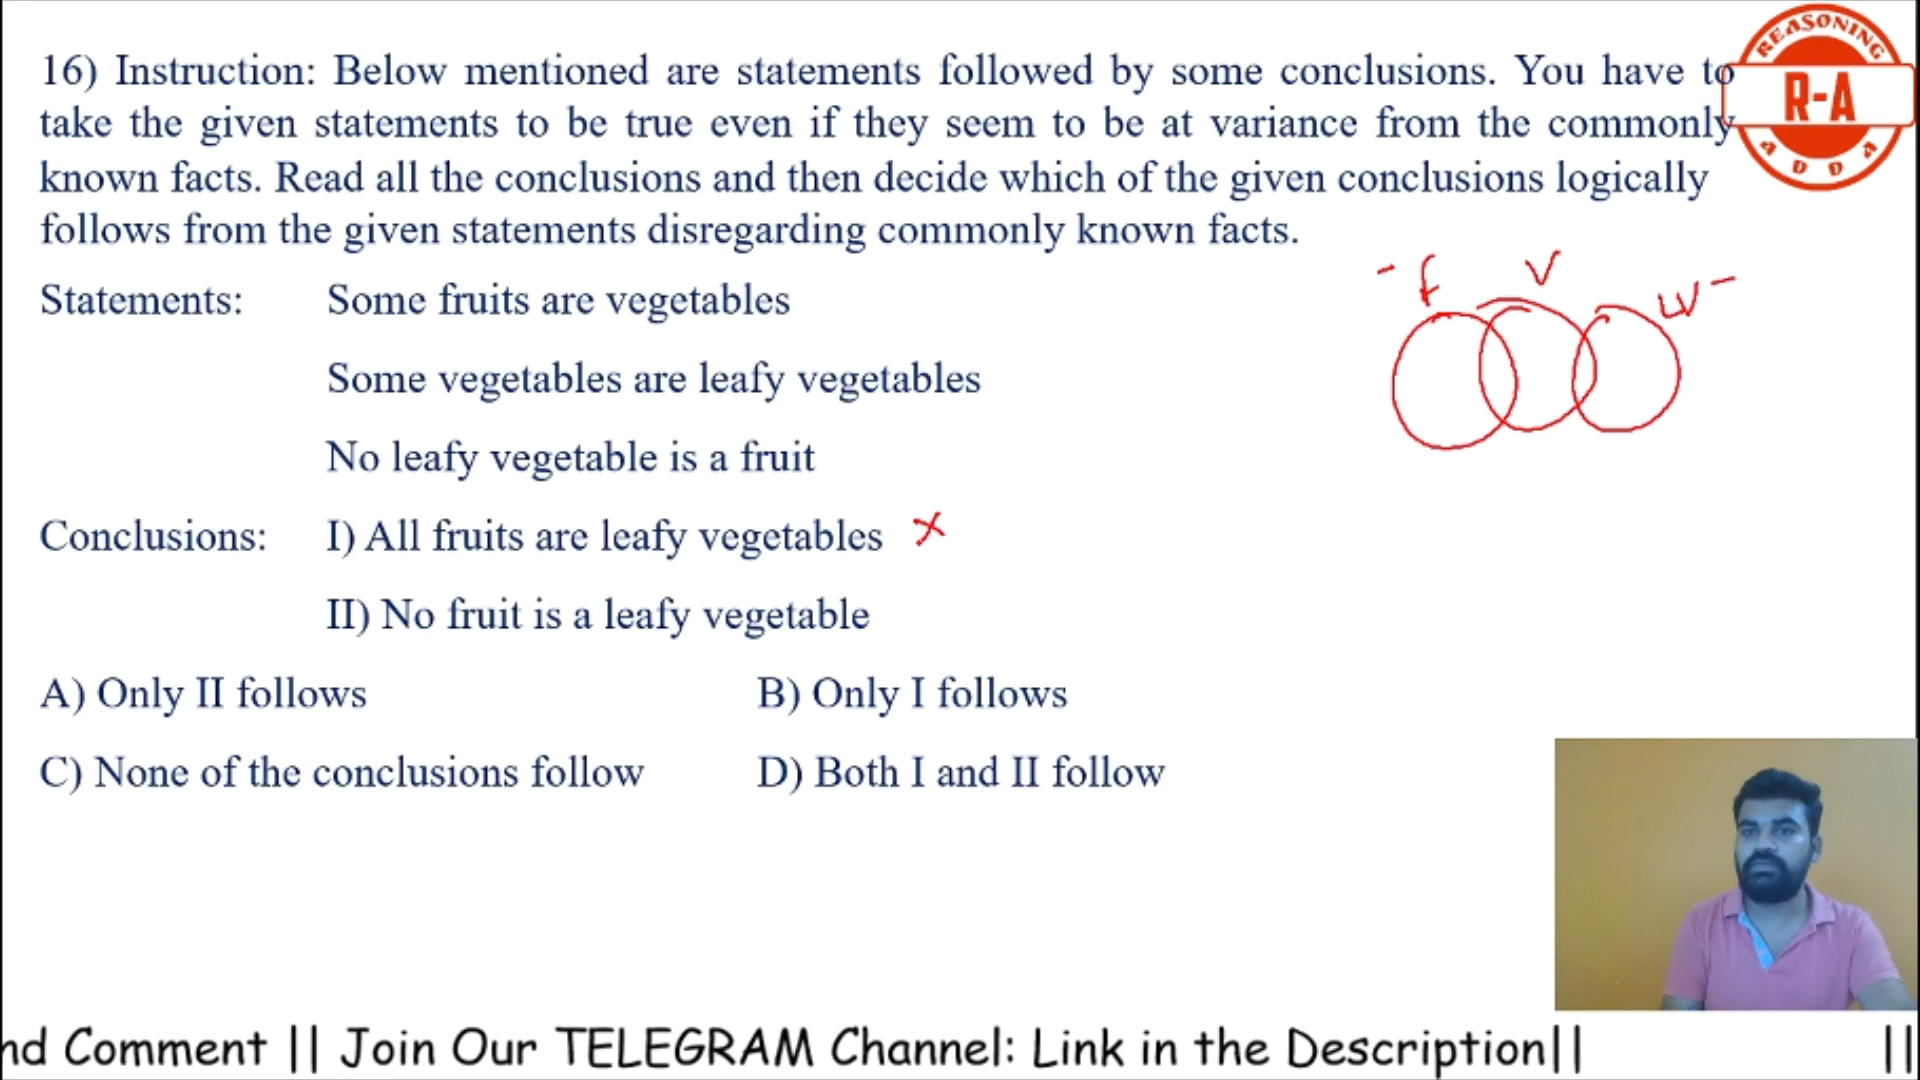 16) Instruction: Below mentioned are statements followed by some conclusions. You have to
take the given statements to be true even if they seem to be at variance from the commonly
known facts. Read all the conclusions and then decide which of the given conclusions logically
follows from the given statements disregarding commonly known facts.
REASONING
R-A
ADDA
- f V LV -
Statements: Some fruits are vegetables
Some vegetables are leafy vegetables
No leafy vegetable is a fruit
Conclusions: I) All fruits are leafy vegetables ×
II) No fruit is a leafy vegetable
A) Only II follows B) Only I follows
C) None of the conclusions follow D) Both I and II follow
nd Comment || Join Our TELEGRAM Channel: Link in the Description|| ||